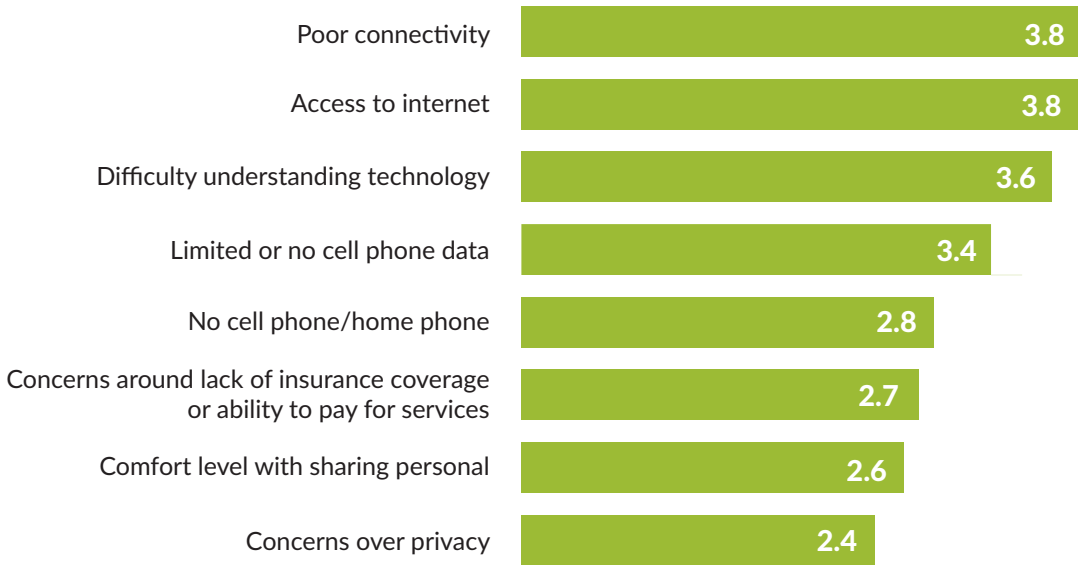 Poor connectivity 3.8
Access to internet 3.8
Difficulty understanding technology 3.6
Limited or no cell phone data 3.4
No cell phone/home phone 2.8
Concerns around lack of insurance coverage
or ability to pay for services 2.7
Comfort level with sharing personal 2.6
Concerns over privacy 2.4